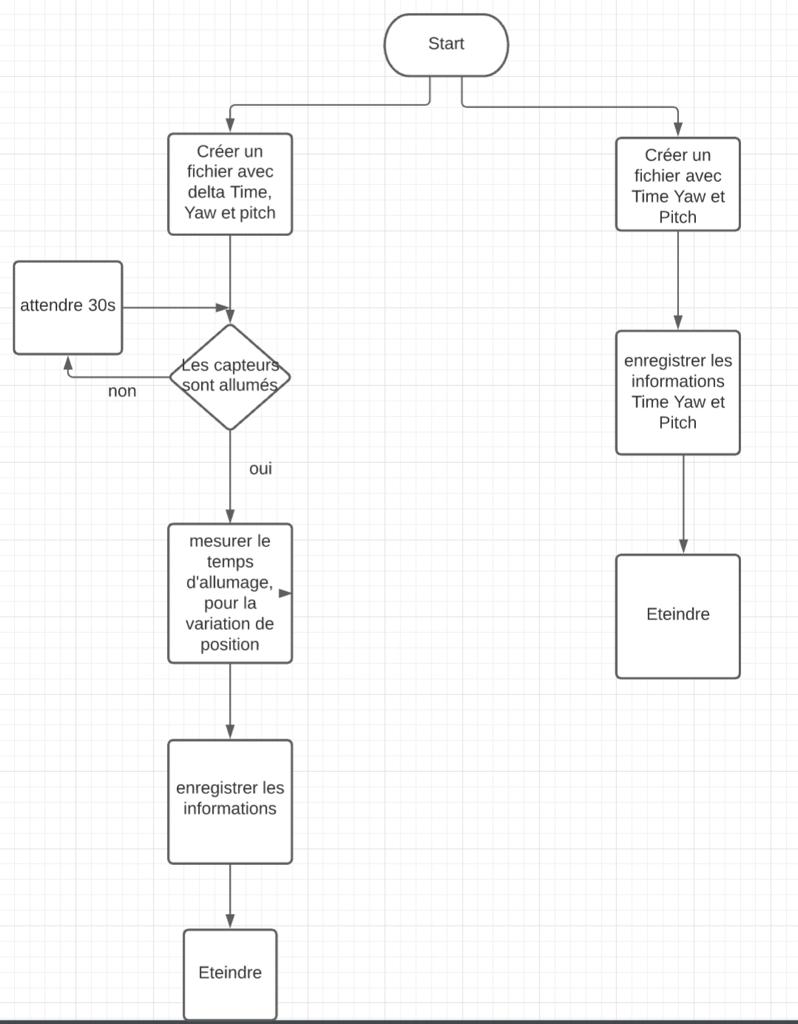 Start
Créer un
fichier avec
delta Time,
Yaw et pitch
Créer un
fichier avec
Time Yaw et
Pitch
attendre 30s
Les capteurs
sont allumés
non
oui
enregistrer les
informations
Time Yaw et
Pitch
mesurer le
temps
d'allumage,
pour la
variation de
position
Eteindre
enregistrer les
informations
Eteindre